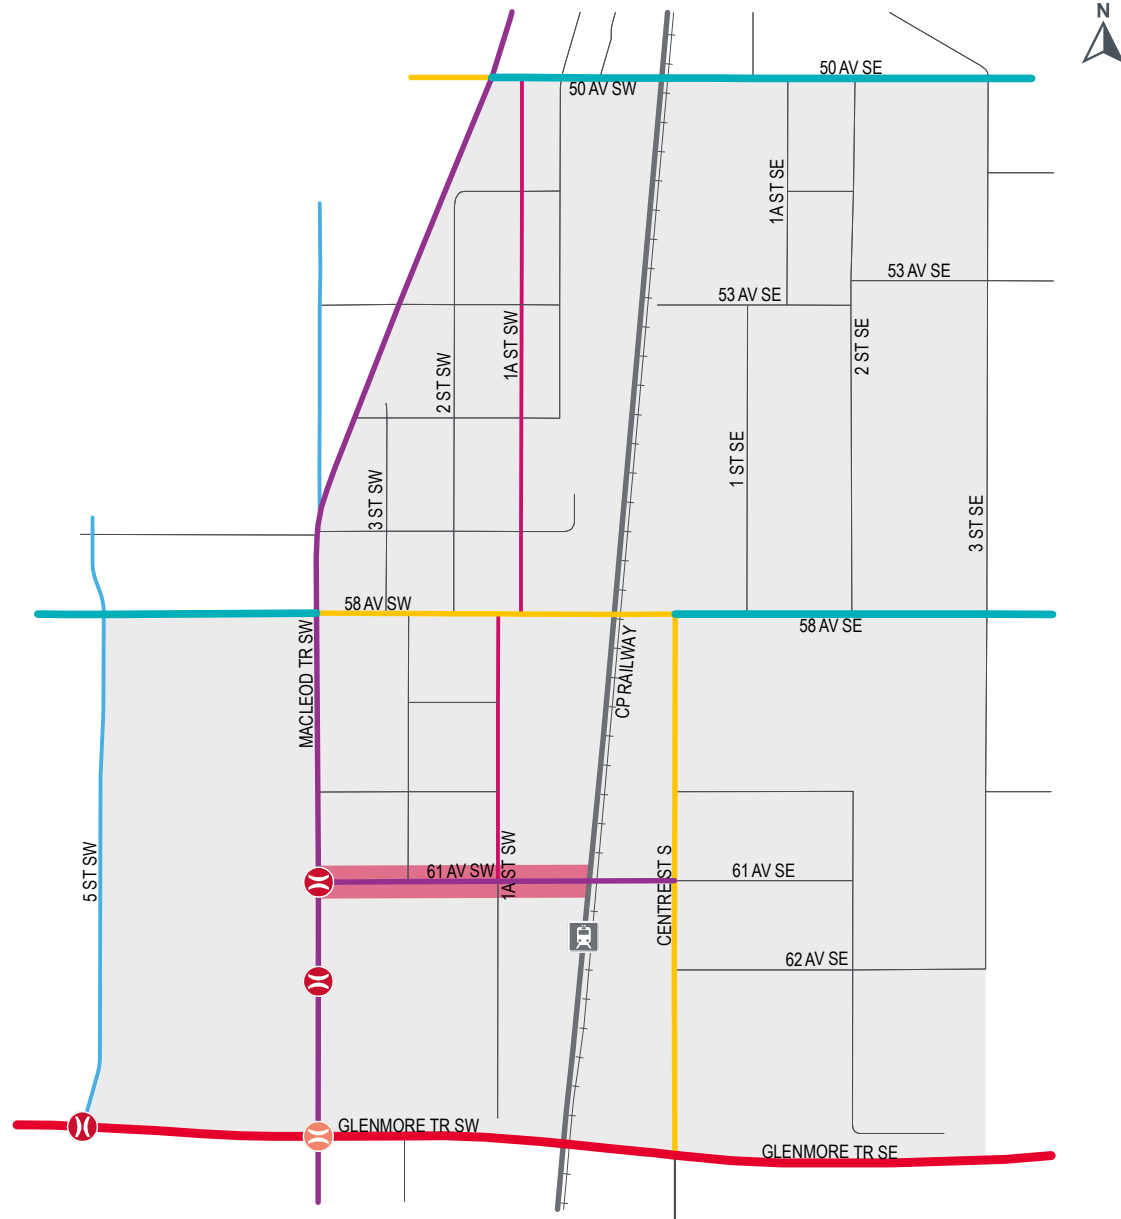 N
50 AV SE
50 AV SW
1A ST SE
53 AV SE
53 AV SE
1A ST SW
2 ST SW
2 ST SE
1 ST SE
3 ST SW
3 ST SE
58 AV SW
58 AV SE
MACLEOD TR SW
CP RAILWAY
5 ST SW
61 AV SW
1A ST SW
CENTRE ST S
61 AV SE
62 AV SE
GLENMORE TR SW
GLENMORE TR SE